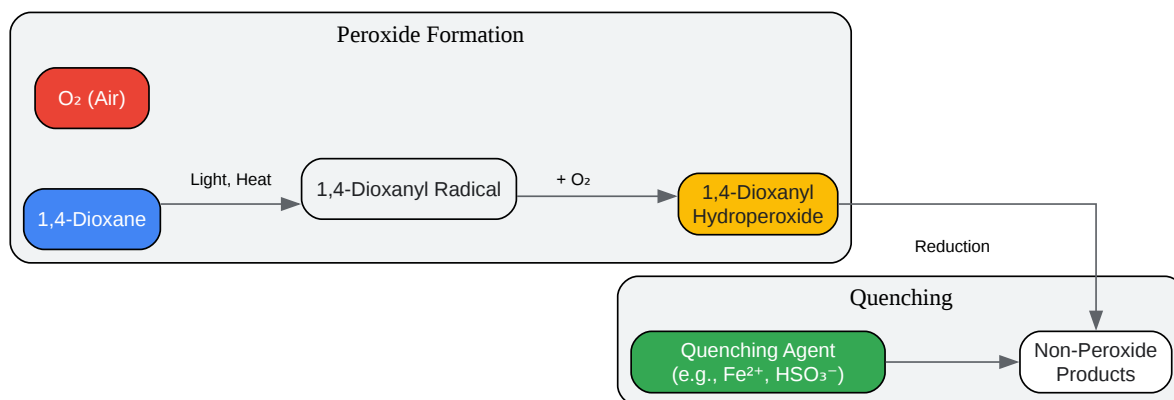 Peroxide Formation
O₂ (Air)
Light, Heat
1,4-Dioxanyl Radical
+ O₂
1,4-Dioxane
1,4-Dioxanyl
Hydroperoxide
Reduction
Quenching
Quenching Agent
(e.g., Fe²⁺, HSO₃⁻)
Non-Peroxide
Products